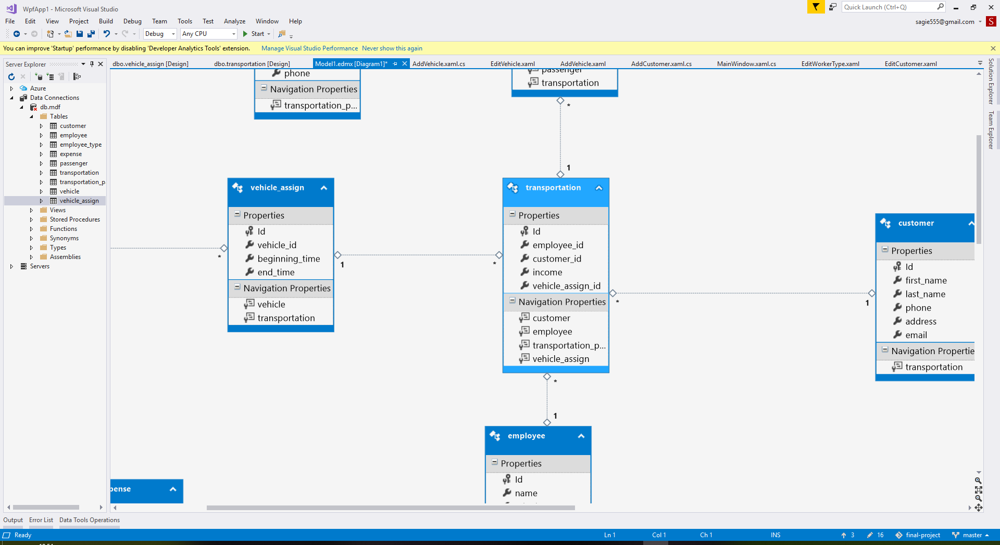 WpfApp1 - Microsoft Visual Studio
Quick Launch (Ctrl+Q)
File Edit View Project Build Debug Team Tools Test Analyze Window Help
sagie555@gmail.com S
Debug Any CPU Start
You can improve 'Startup' performance by disabling 'Developer Analytics Tools' extension. Manage Visual Studio Performance Never show this again
Server Explorer
dbo.vehicle_assign [Design] dbo.transportation [Design] Model1.edmx [Diagram1]* AddVehicle.xaml.cs EditVehicle.xaml AddVehicle.xaml AddCustomer.xaml.cs MainWindow.xaml.cs EditWorkerType.xaml EditCustomer.xaml
Solution Explorer
Team Explorer
Azure
Data Connections
db.mdf
Tables
customer
employee
employee_type
expense
passenger
transportation
transportation_p
vehicle
vehicle_assign
Views
Stored Procedures
Functions
Synonyms
Types
Assemblies
Servers
phone
Navigation Properties
transportation_p...
passenger
transportation
*
1
vehicle_assign
Properties
Id
vehicle_id
beginning_time
end_time
Navigation Properties
vehicle
transportation
*
1
*
transportation
Properties
Id
employee_id
customer_id
income
vehicle_assign_id
Navigation Properties
customer
employee
transportation_p...
vehicle_assign
*
1
customer
Properties
Id
first_name
last_name
phone
address
email
Navigation Propertie
transportation
*
1
employee
Properties
Id
name
pense
Output Error List Data Tools Operations
Ready Ln 1 Col 1 Ch 1 INS 3 16 final-project master